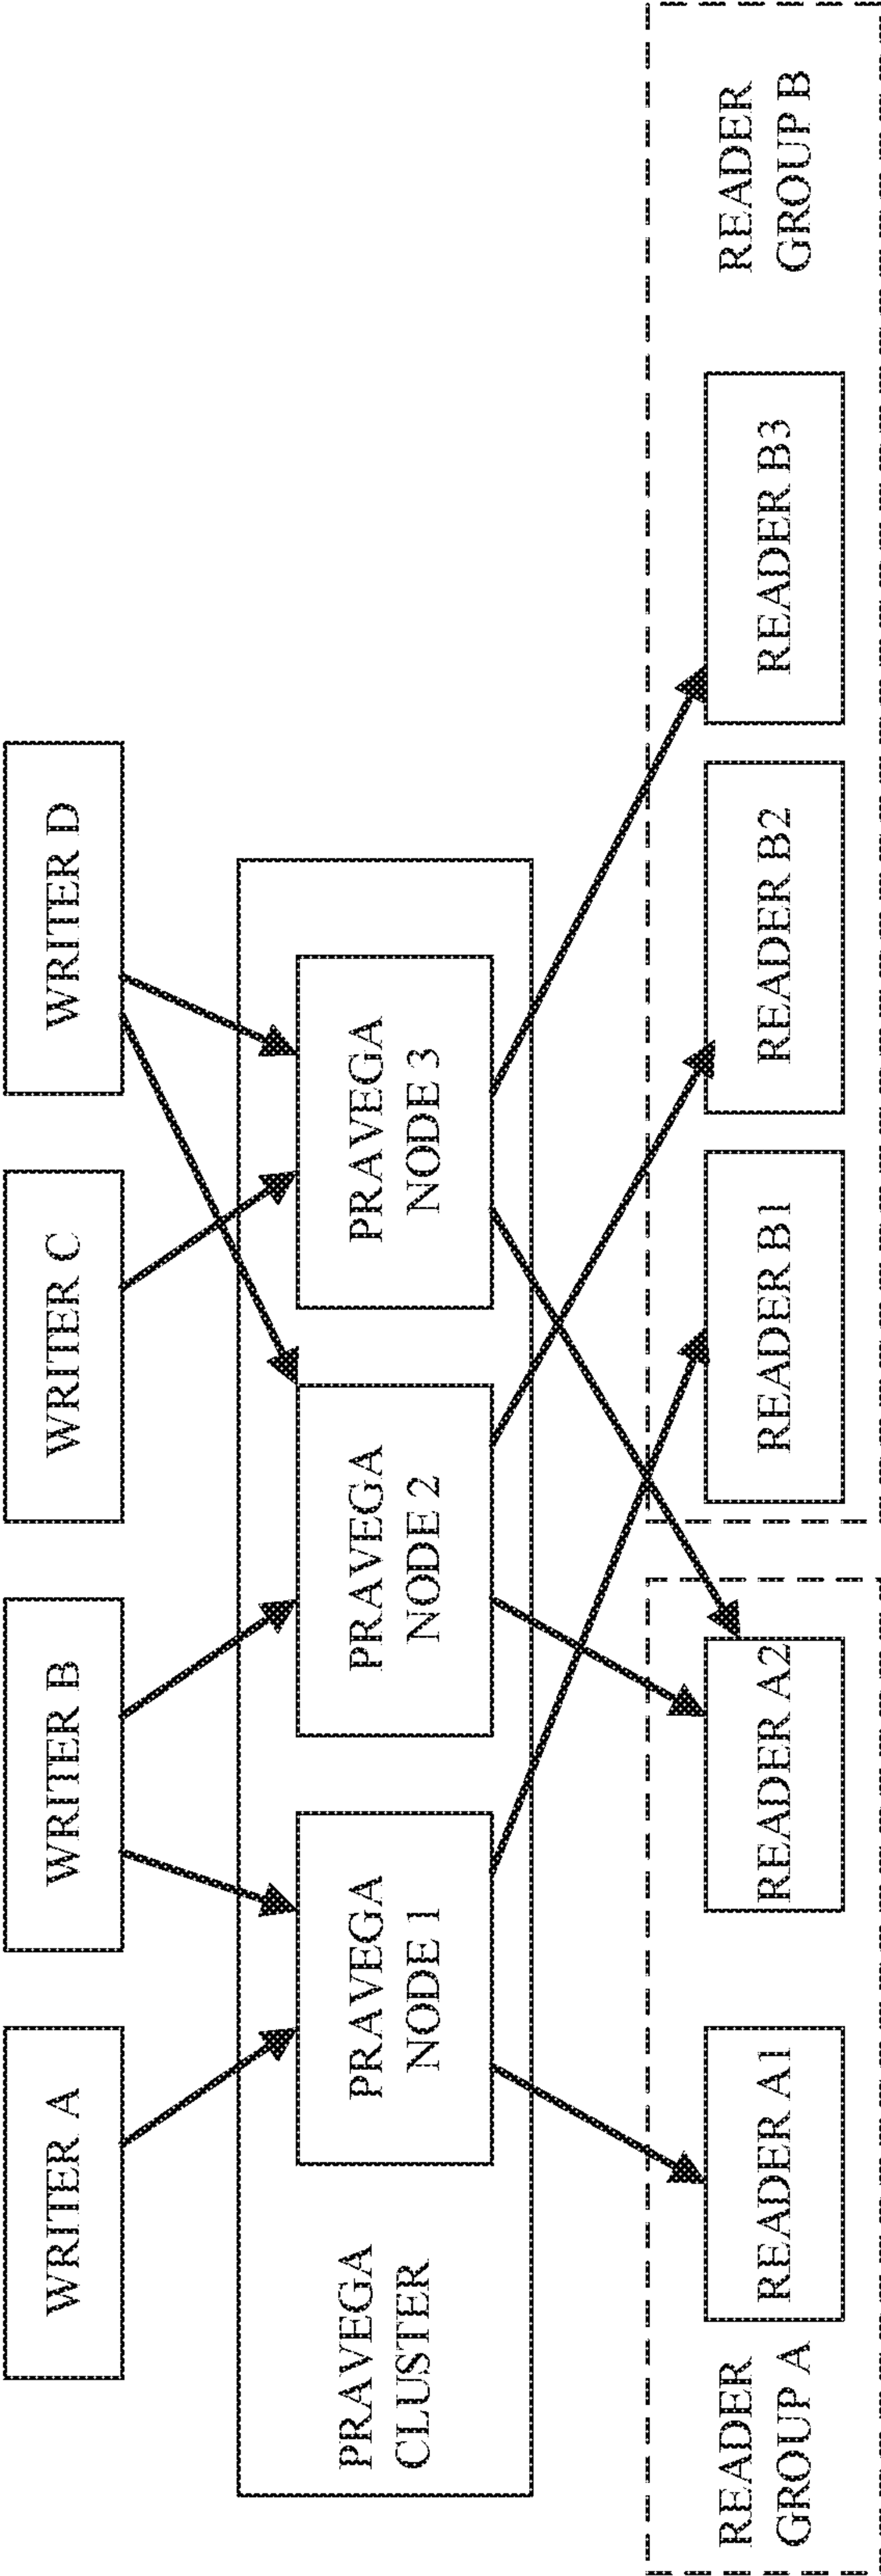 WRITER A
WRITER B
WRITER C
WRITER D
PRAVEGA
CLUSTER
PRAVEGA
NODE 1
PRAVEGA
NODE 2
PRAVEGA
NODE 3
READER
GROUP A
READER A1
READER A2
READER B1
READER B2
READER B3
READER
GROUP B